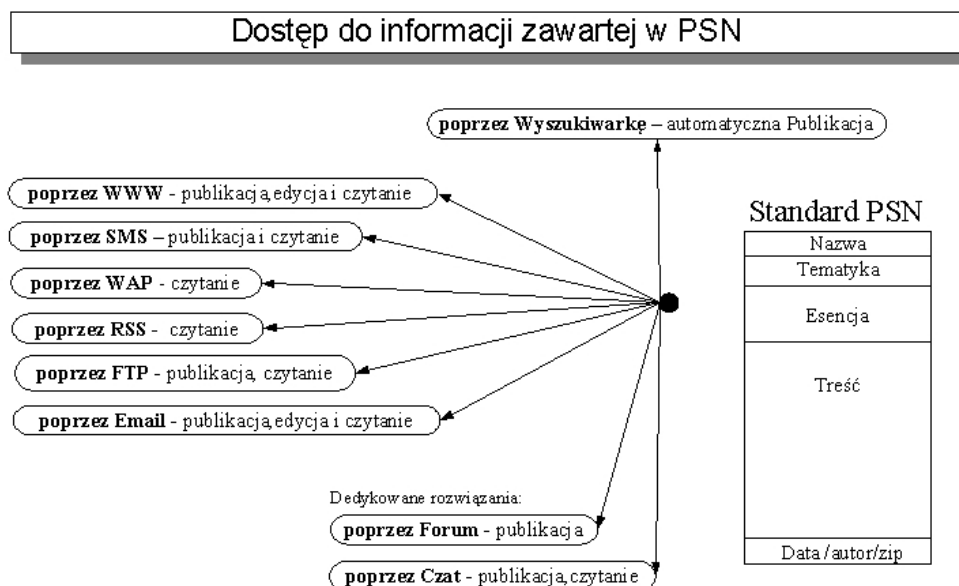 Dostęp do informacji zawartej w PSN
poprzez Wyszukiwarkę – automatyczna Publikacja
poprzez WWW - publikacja,edycja i czytanie
poprzez SMS – publikacja i czytanie
poprzez WAP - czytanie
poprzez RSS - czytanie
poprzez FTP - publikacja, czytanie
poprzez Email - publikacja,edycja i czytanie
Dedykowane rozwiązania:
poprzez Forum - publikacja
poprzez Czat - publikacja,czytanie
Standard PSN
Nazwa
Tematyka
Esencja
Treść
Data /autor/zip